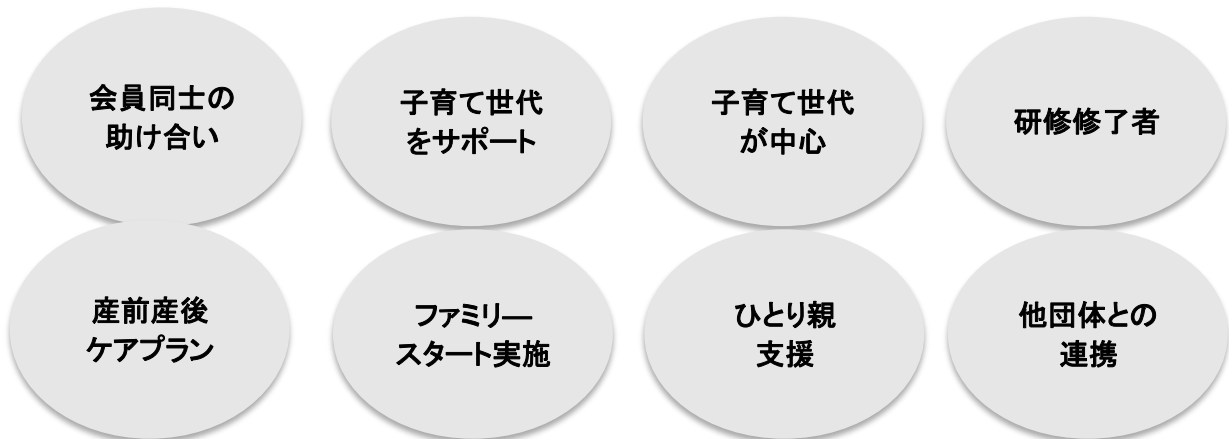 会員同士の
助け合い
子育て世代
をサポート
子育て世代
が中心
研修修了者
産前産後
ケアプラン
ファミリー
スタート実施
ひとり親
支援
他団体との
連携